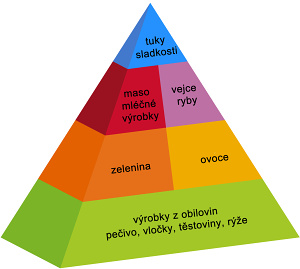 tuky
sladkosti
maso
mléčné
výrobky
vejce
ryby
zelenina
ovoce
výrobky z obilovin
pečivo, vločky, těstoviny, rýže